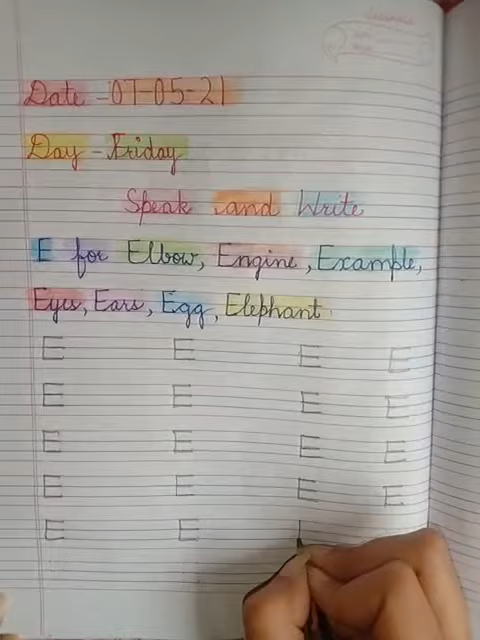 Date - 07-05-21
Day - Friday
Speak and Write
E for Elbow, Engine, Example,
Eyes, Ears, Egg, Elephant.
E E E E
E E E E
E E E E
E E E E
E E